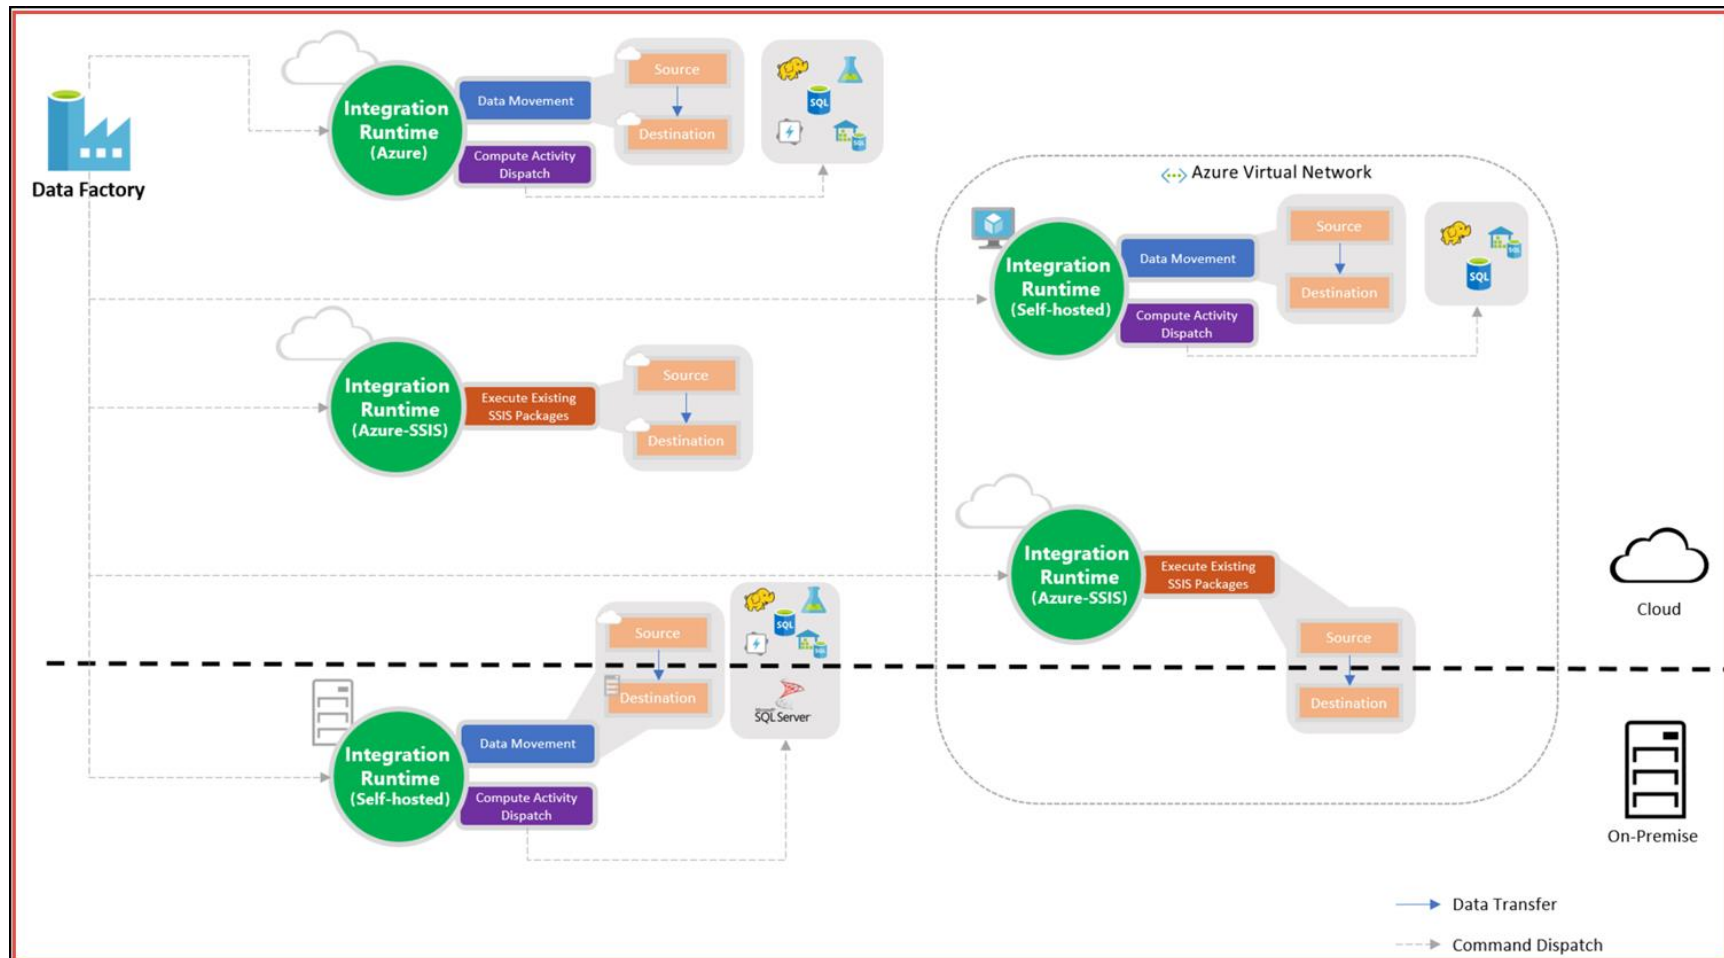 Data Factory
Integration
Runtime
(Azure)
Data Movement
Compute Activity
Dispatch
Source
Destination
SQL
Azure Virtual Network
Integration
Runtime
(Self-hosted)
Data Movement
Compute Activity
Dispatch
Source
Destination
SQL
SQL
Integration
Runtime
(Azure-SSIS)
Execute Existing
SSIS Packages
Source
Destination
Integration
Runtime
(Azure-SSIS)
Execute Existing
SSIS Packages
Source
Destination
Cloud
Integration
Runtime
(Self-hosted)
Data Movement
Compute Activity
Dispatch
Source
Destination
SQL
Microsoft
SQL Server
On-Premise
Data Transfer
Command Dispatch